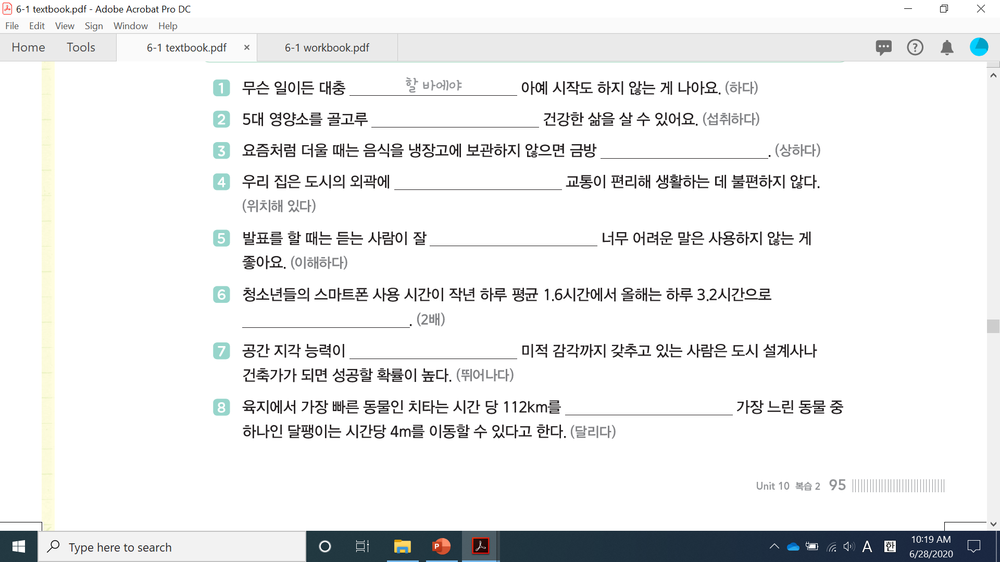 6-1 textbook.pdf - Adobe Acrobat Pro DC
File Edit View Sign Window Help
Home Tools 6-1 textbook.pdf × 6-1 workbook.pdf
1 무슨 일이든 대충 할 바에야 아예 시작도 하지 않는 게 나아요. (하다)
2 5대 영양소를 골고루 건강한 삶을 살 수 있어요. (섭취하다)
3 요즘처럼 더울 때는 음식을 냉장고에 보관하지 않으면 금방 . (상하다)
4 우리 집은 도시의 외곽에 교통이 편리해 생활하는 데 불편하지 않다.
(위치해 있다)
5 발표를 할 때는 듣는 사람이 잘 너무 어려운 말은 사용하지 않는 게
좋아요. (이해하다)
6 청소년들의 스마트폰 사용 시간이 작년 하루 평균 1.6시간에서 올해는 하루 3.2시간으로
. (2배)
7 공간 지각 능력이 미적 감각까지 갖추고 있는 사람은 도시 설계사나
건축가가 되면 성공할 확률이 높다. (뛰어나다)
8 육지에서 가장 빠른 동물인 치타는 시간 당 112km를 가장 느린 동물 중
하나인 달팽이는 시간당 4m를 이동할 수 있다고 한다. (달리다)
Unit 10 복습 2 95
Type here to search
P
A 한
10:19 AM
6/28/2020